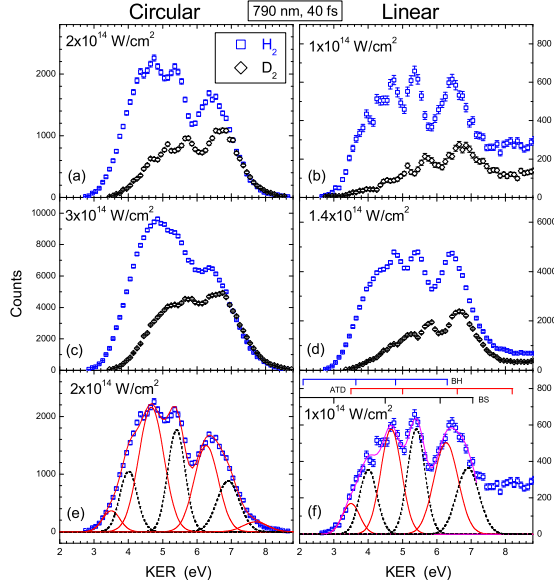 Circular 790 nm, 40 fs Linear
2x10^14 W/cm^2 1x10^14 W/cm^2
H_2
D_2
2000
1000
0
800
600
400
200
0
(a) (b)
3x10^14 W/cm^2 1.4x10^14 W/cm^2
10000
8000
6000
4000
2000
0
6000
4000
2000
0
Counts
(c) (d)
2x10^14 W/cm^2 1x10^14 W/cm^2
BH
ATD
BS
2000
1000
0
800
600
400
200
0
(e) (f)
2 3 4 5 6 7 8 2 3 4 5 6 7 8
KER (eV) KER (eV)